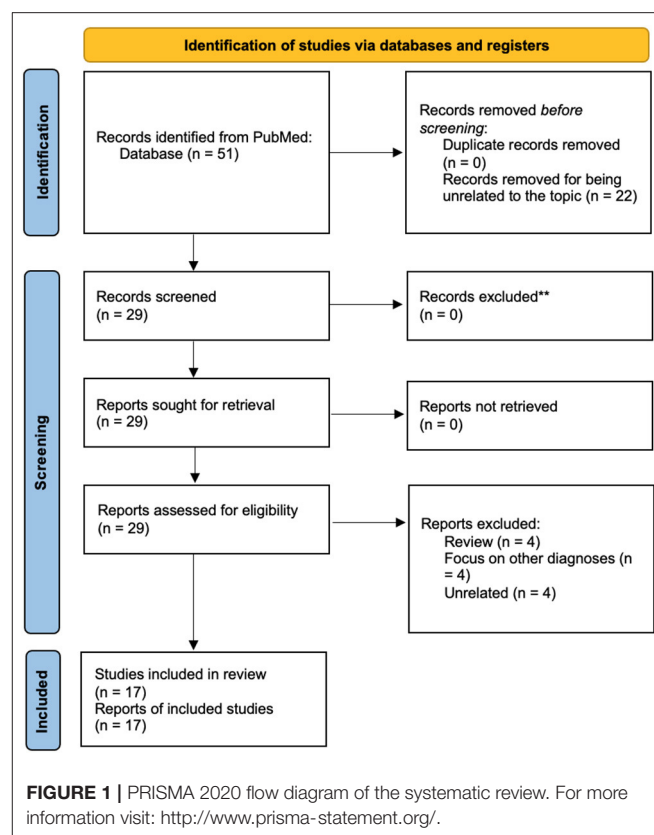 Identification of studies via databases and registers
Identification
Records identified from PubMed:
Database (n = 51)
Records removed before
screening:
Duplicate records removed
(n = 0)
Records removed for being
unrelated to the topic (n = 22)
Screening
Records screened
(n = 29)
Records excluded**
(n = 0)
Reports sought for retrieval
(n = 29)
Reports not retrieved
(n = 0)
Reports assessed for eligibility
(n = 29)
Reports excluded:
Review (n = 4)
Focus on other diagnoses (n
= 4)
Unrelated (n = 4)
Included
Studies included in review
(n = 17)
Reports of included studies
(n = 17)
FIGURE 1 | PRISMA 2020 flow diagram of the systematic review. For more
information visit: http://www.prisma-statement.org/.